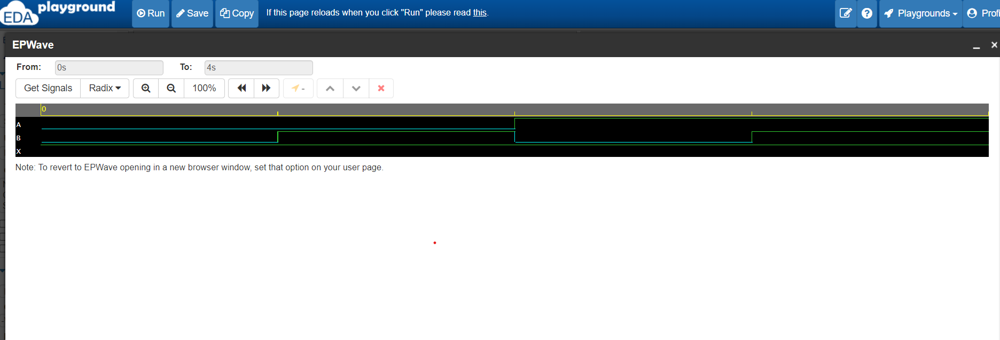 EDA playground
Run Save Copy If this page reloads when you click "Run" please read this. ? Playgrounds Profi
EPWave
From: 0s To: 4s
Get Signals Radix 100% -
0
A
B
X
Note: To revert to EPWave opening in a new browser window, set that option on your user page.